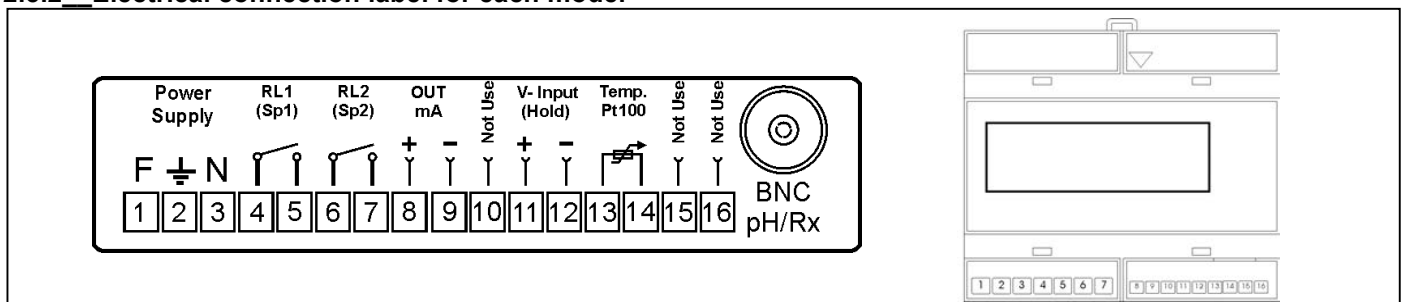 Power Supply
RL1 (Sp1)
RL2 (Sp2)
OUT mA
Not Use
V- Input (Hold)
Temp. Pt100
Not Use
Not Use
+ - + -
F N
1 2 3 4 5 6 7 8 9 10 11 12 13 14 15 16
BNC
pH/Rx
1 2 3 4 5 6 7 8 9 10 11 12 13 14 15 16